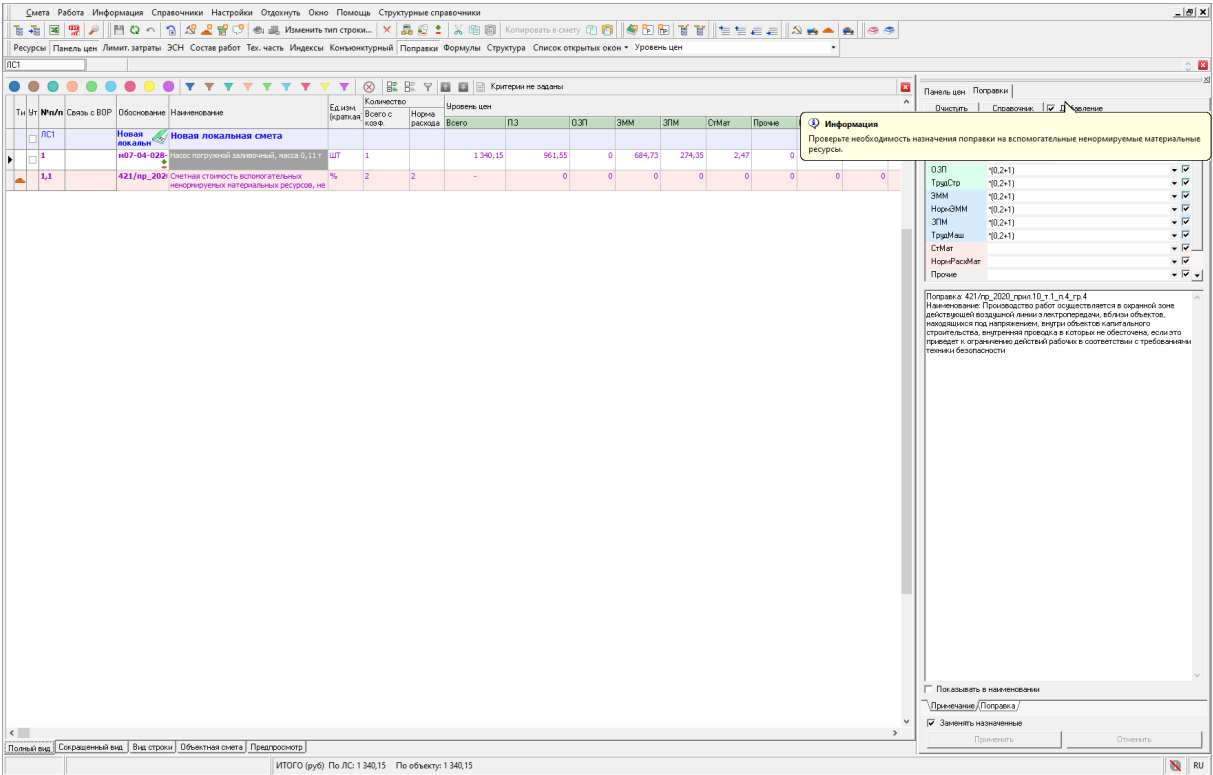 Смета Работа Информация Справочники Настройки Отдохнуть Окно Помощь Структурные справочники
Изменить тип строки... Копировать в смету
Ресурсы Панель цен Лимит. затраты ЭСН Состав работ Тех. часть Индексы Конъюнктурный Поправки Формулы Структура Список открытых окон Уровень цен
ЛС1
Критерии не заданы
Панель цен Поправки
Очистить Справочник
Ти Ут №п/п Связь с ВОР Обоснование Наименование Ед.изм. (краткая Количество Уровень цен
Всего с коэф. Норма расхода Всего ПЗ ОЗП ЭММ ЗПМ СтМат Прочие
Информация
Проверьте необходимость назначения поправки на вспомогательные ненормируемые материальные
ресурсы.
ЛС1 Новая локальн Новая локальная смета
1 м07-04-028- Насос погружной заливочный, масса 0,11 т ШТ 1 1 340,15 961,55 0 684,73 274,35 2,47 0
1,1 421/пр_202 Сметная стоимость вспомогательных % 2 2 - 0 0 0 0 0 0 0
ненормируемых материальных ресурсов, не
ОЗП *(0,2+1)
ТрудСтр *(0,2+1)
ЭММ *(0,2+1)
НормЭММ *(0,2+1)
ЗПМ *(0,2+1)
ТрудМаш *(0,2+1)
СтМат
НормРасхМат
Прочие
Поправка: 421/пр_2020_прил.10_т.1_п.4_гр.4
Наименование: Производство работ осуществляется в охранной зоне
действующей воздушной линии электропередачи, вблизи объектов,
находящихся под напряжением, внутри объектов капитального
строительства, внутренняя проводка в которых не обесточена, если это
приведет к ограничению действий рабочих в соответствии с требованиями
техники безопасности
Показывать в наименовании
Примечание Поправка
Заменять назначенные
Применить Отменить
Полный вид Сокращенный вид Вид строки Объектная смета Предпросмотр
ИТОГО (руб) По ЛС: 1 340,15 По объекту: 1 340,15
RU